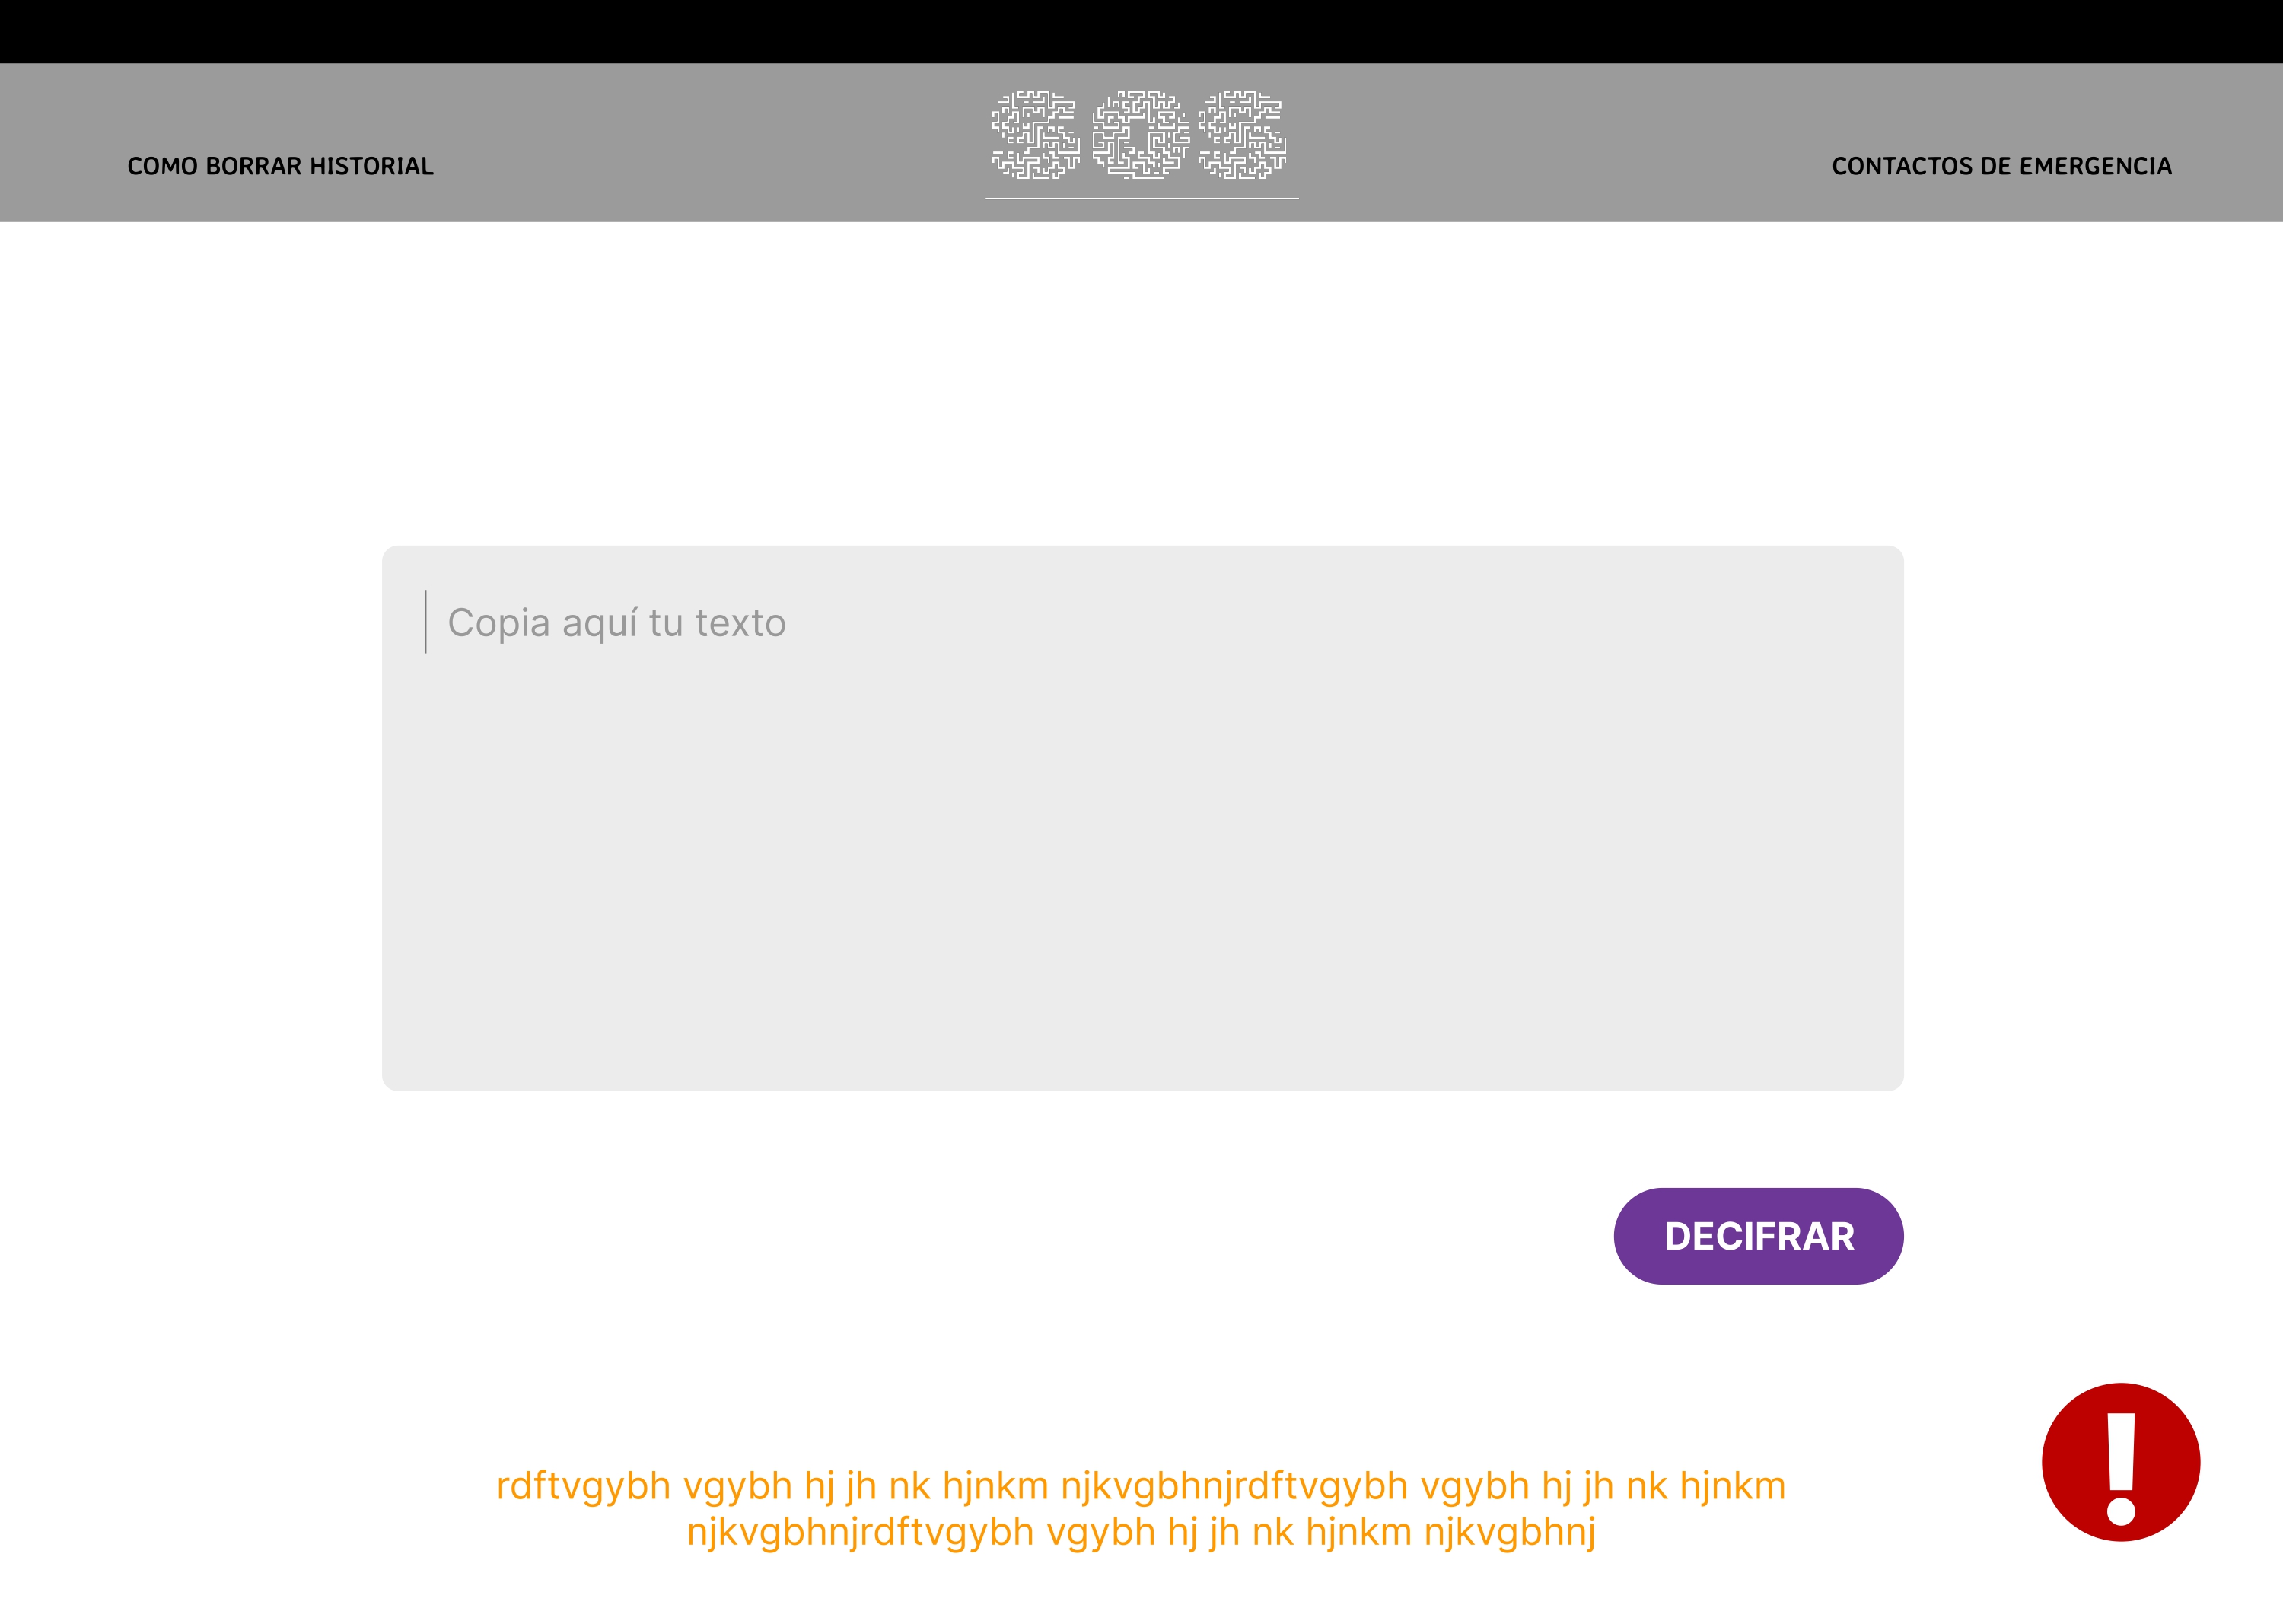 COMO BORRAR HISTORIAL
SOS
CONTACTOS DE EMERGENCIA
Copia aquí tu texto
DECIFRAR
rdftvgybh vgybh hj jh nk hjnkm njkvgbhnjrdftvgybh vgybh hj jh nk hjnkm
njkvgbhnjrdftvgybh vgybh hj jh nk hjnkm njkvgbhnj